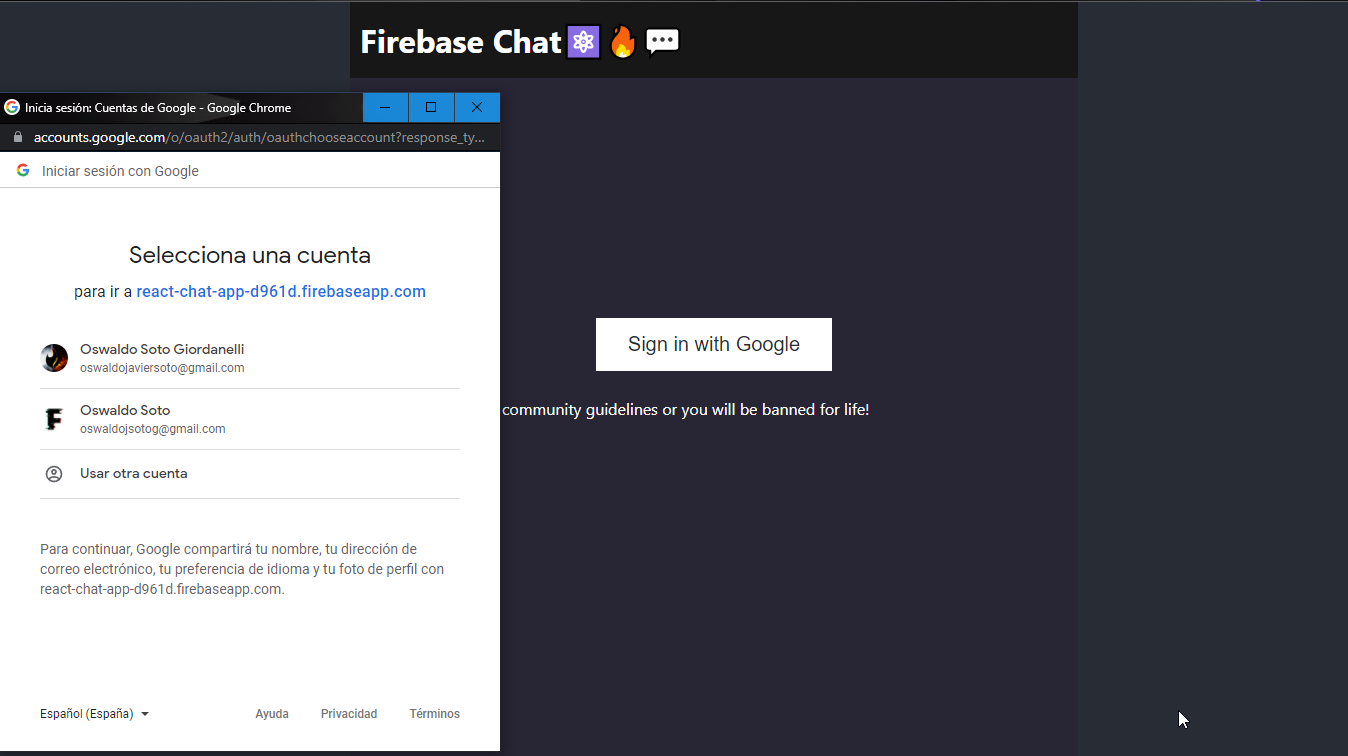 Firebase Chat⚛️🔥💬
Inicia sesión: Cuentas de Google - Google Chrome
accounts.google.com/o/oauth2/auth/oauthchooseaccount?response_ty...
Iniciar sesión con Google
Selecciona una cuenta
para ir a react-chat-app-d961d.firebaseapp.com
Oswaldo Soto Giordanelli
oswaldojaviersoto@gmail.com
Oswaldo Soto
oswaldojsotog@gmail.com
Usar otra cuenta
Para continuar, Google compartirá tu nombre, tu dirección de
correo electrónico, tu preferencia de idioma y tu foto de perfil con
react-chat-app-d961d.firebaseapp.com.
Español (España)
Ayuda
Privacidad
Términos
Sign in with Google
community guidelines or you will be banned for life!